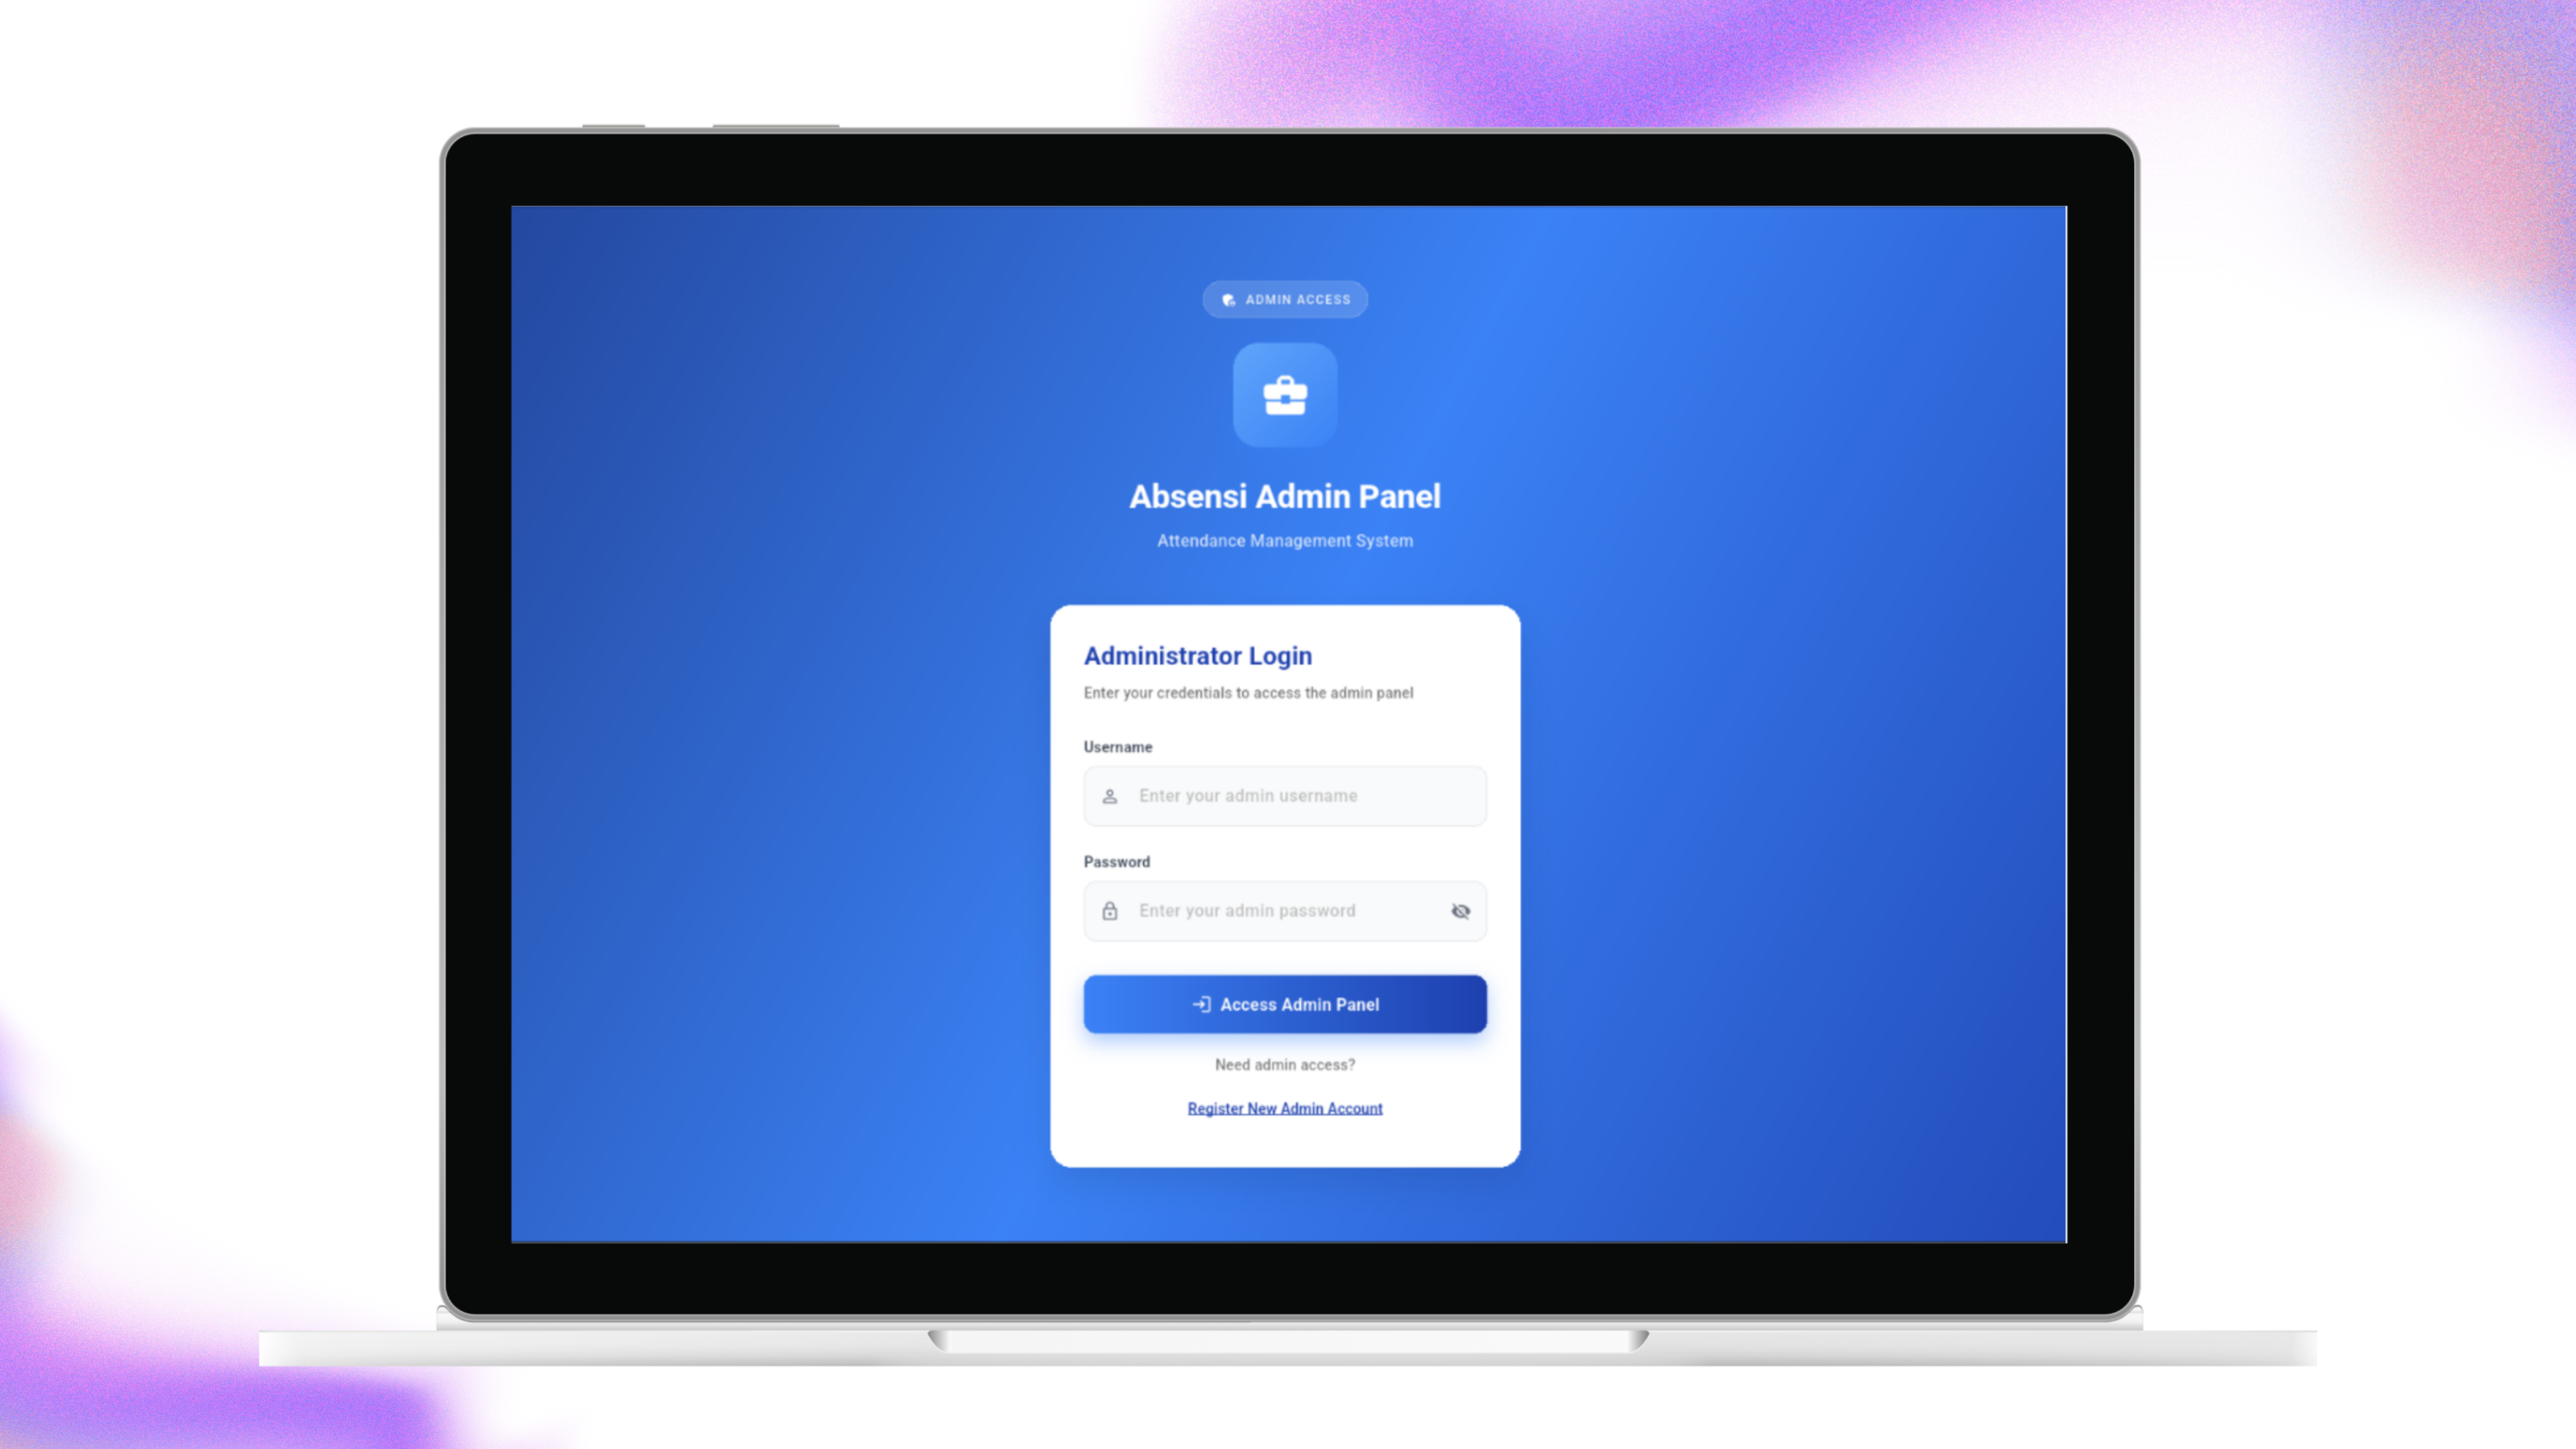 ADMIN ACCESS
Absensi Admin Panel
Attendance Management System
Administrator Login
Enter your credentials to access the admin panel
Username
Enter your admin username
Password
Enter your admin password
Access Admin Panel
Need admin access?
Register New Admin Account